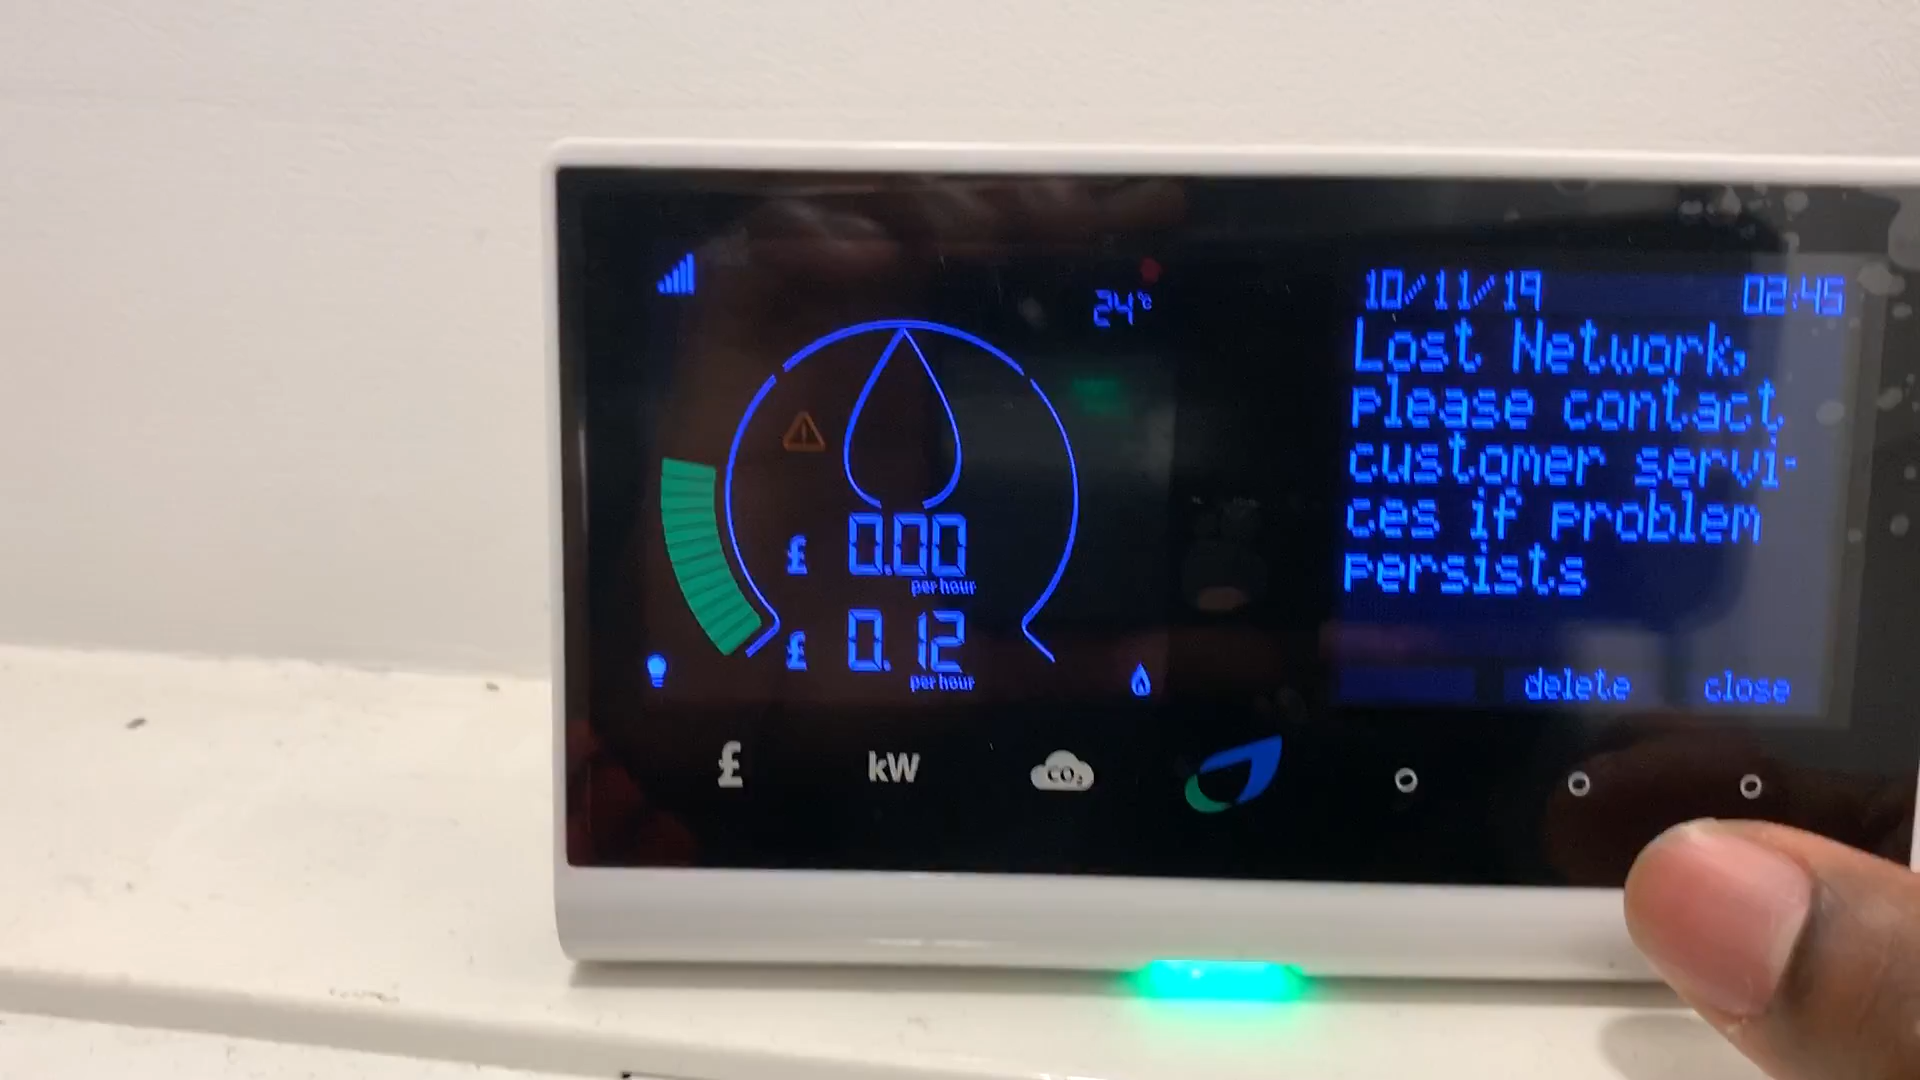 24°C
£ 0.00
per hour
£ 0.12
per hour
£ kW CO₂
10/11/19 02:45
Lost Network,
please contact
customer servi-
ces if problem
persists
delete close